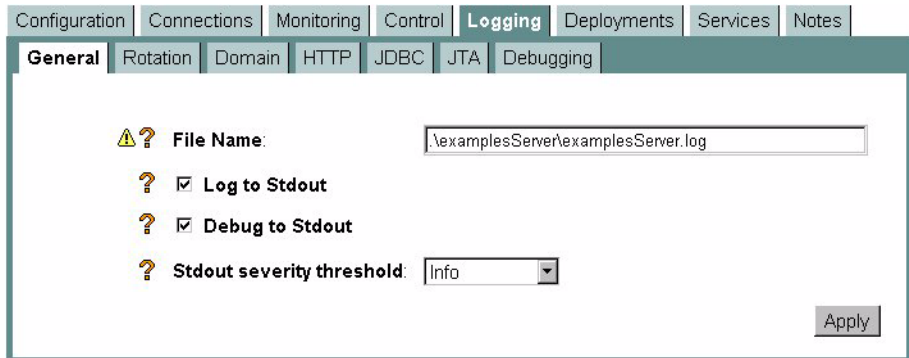 Configuration Connections Monitoring Control Logging Deployments Services Notes
General Rotation Domain HTTP JDBC JTA Debugging
? File Name: .\examplesServer\examplesServer.log
? Log to Stdout
? Debug to Stdout
? Stdout severity threshold: Info
Apply